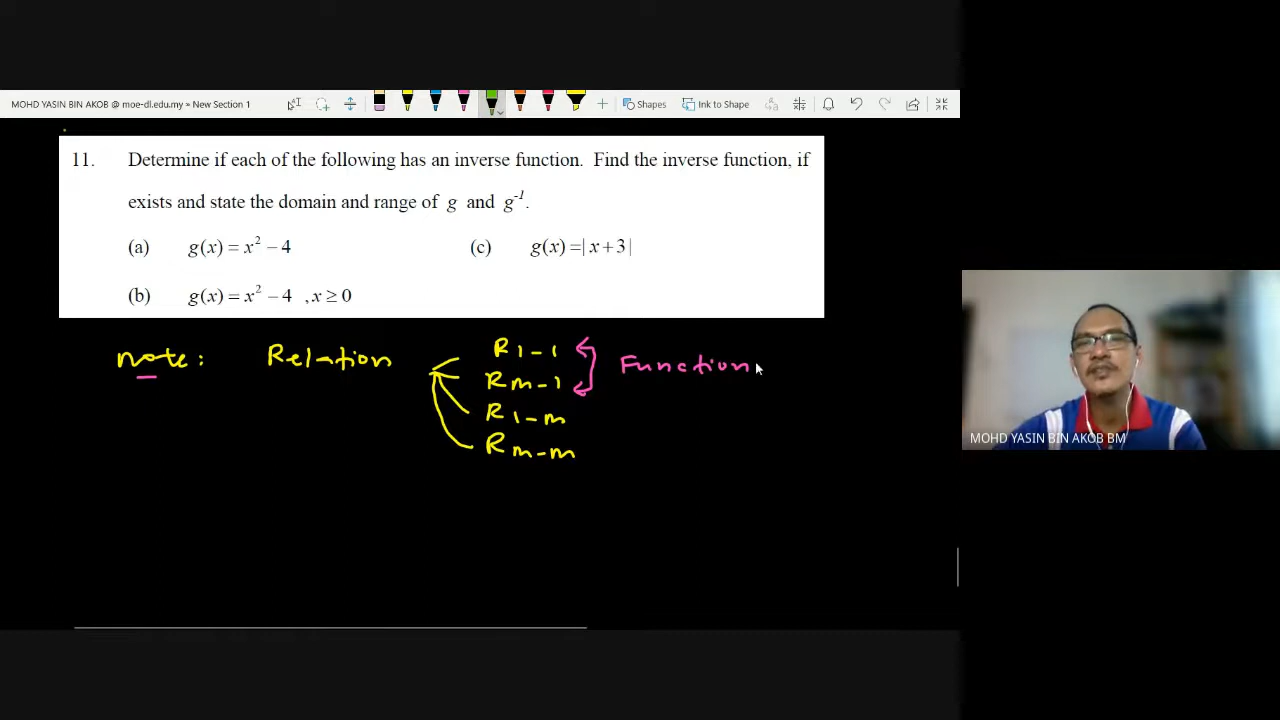 MOHD YASIN BIN AKOB @ moe-dl.edu.my » New Section 1
Shapes
Ink to Shape
11. Determine if each of the following has an inverse function. Find the inverse function, if
exists and state the domain and range of g and g⁻¹.
(a) g(x) = x² − 4 (c) g(x) =| x + 3 |
(b) g(x) = x² − 4 , x ≥ 0
note: Relation R 1 - 1
R m - 1
R 1 - m
R m - m
Function
MOHD YASIN BIN AKOB BM